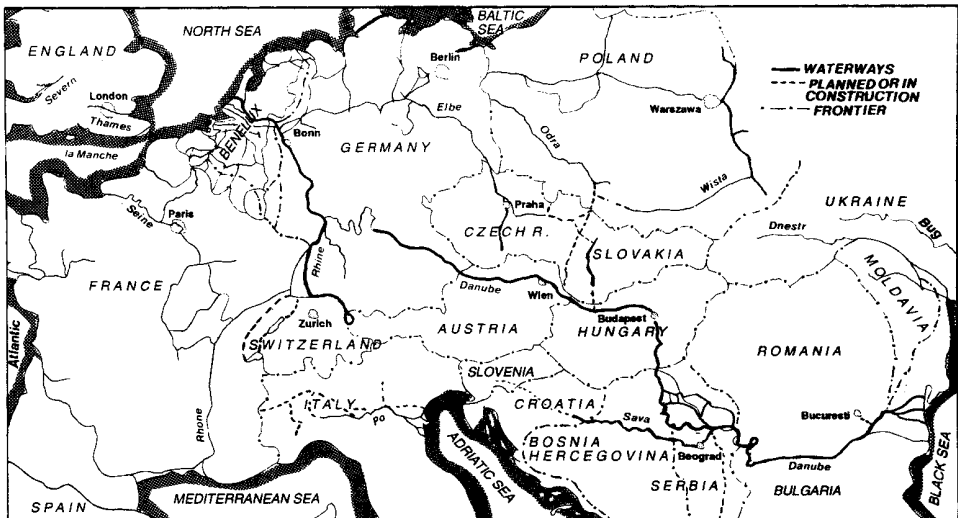 NORTH SEA
BALTIC
SEA
ENGLAND
Berlin
POLAND
WATERWAYS
PLANNED OR IN
CONSTRUCTION
FRONTIER
Severn
London
Thames
Elbe
Warszawa
BENELUX
Bonn
la Manche
GERMANY
Odra
Wisla
UKRAINE
Seine
Paris
Praha
Dnestr
Bug
CZECH R.
SLOVAKIA
MOLDAVIA
Rhine
FRANCE
Danube
Wien
Budapest
HUNGARY
Atlantic
Zurich
AUSTRIA
SWITZERLAND
ROMANIA
SLOVENIA
ITALY
Po
CROATIA
Sava
Bucuresti
Rhone
ADRIATIC SEA
BOSNIA
HERCEGOVINA
Beograd
Danube
BLACK SEA
SERBIA
BULGARIA
SPAIN
MEDITERRANEAN SEA